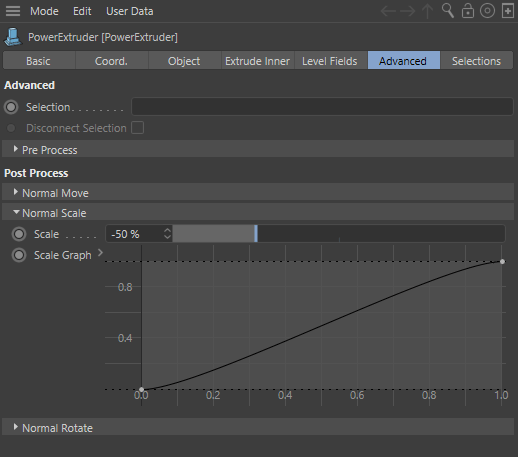 Mode Edit User Data
PowerExtruder [PowerExtruder]
Basic Coord. Object Extrude Inner Level Fields Advanced Selections
Advanced
Selection . . . . . . . .
Disconnect Selection
Pre Process
Post Process
Normal Move
Normal Scale
Scale . . . . . -50 %
Scale Graph
0.8
0.4
0.0 0.2 0.4 0.6 0.8 1.0
Normal Rotate